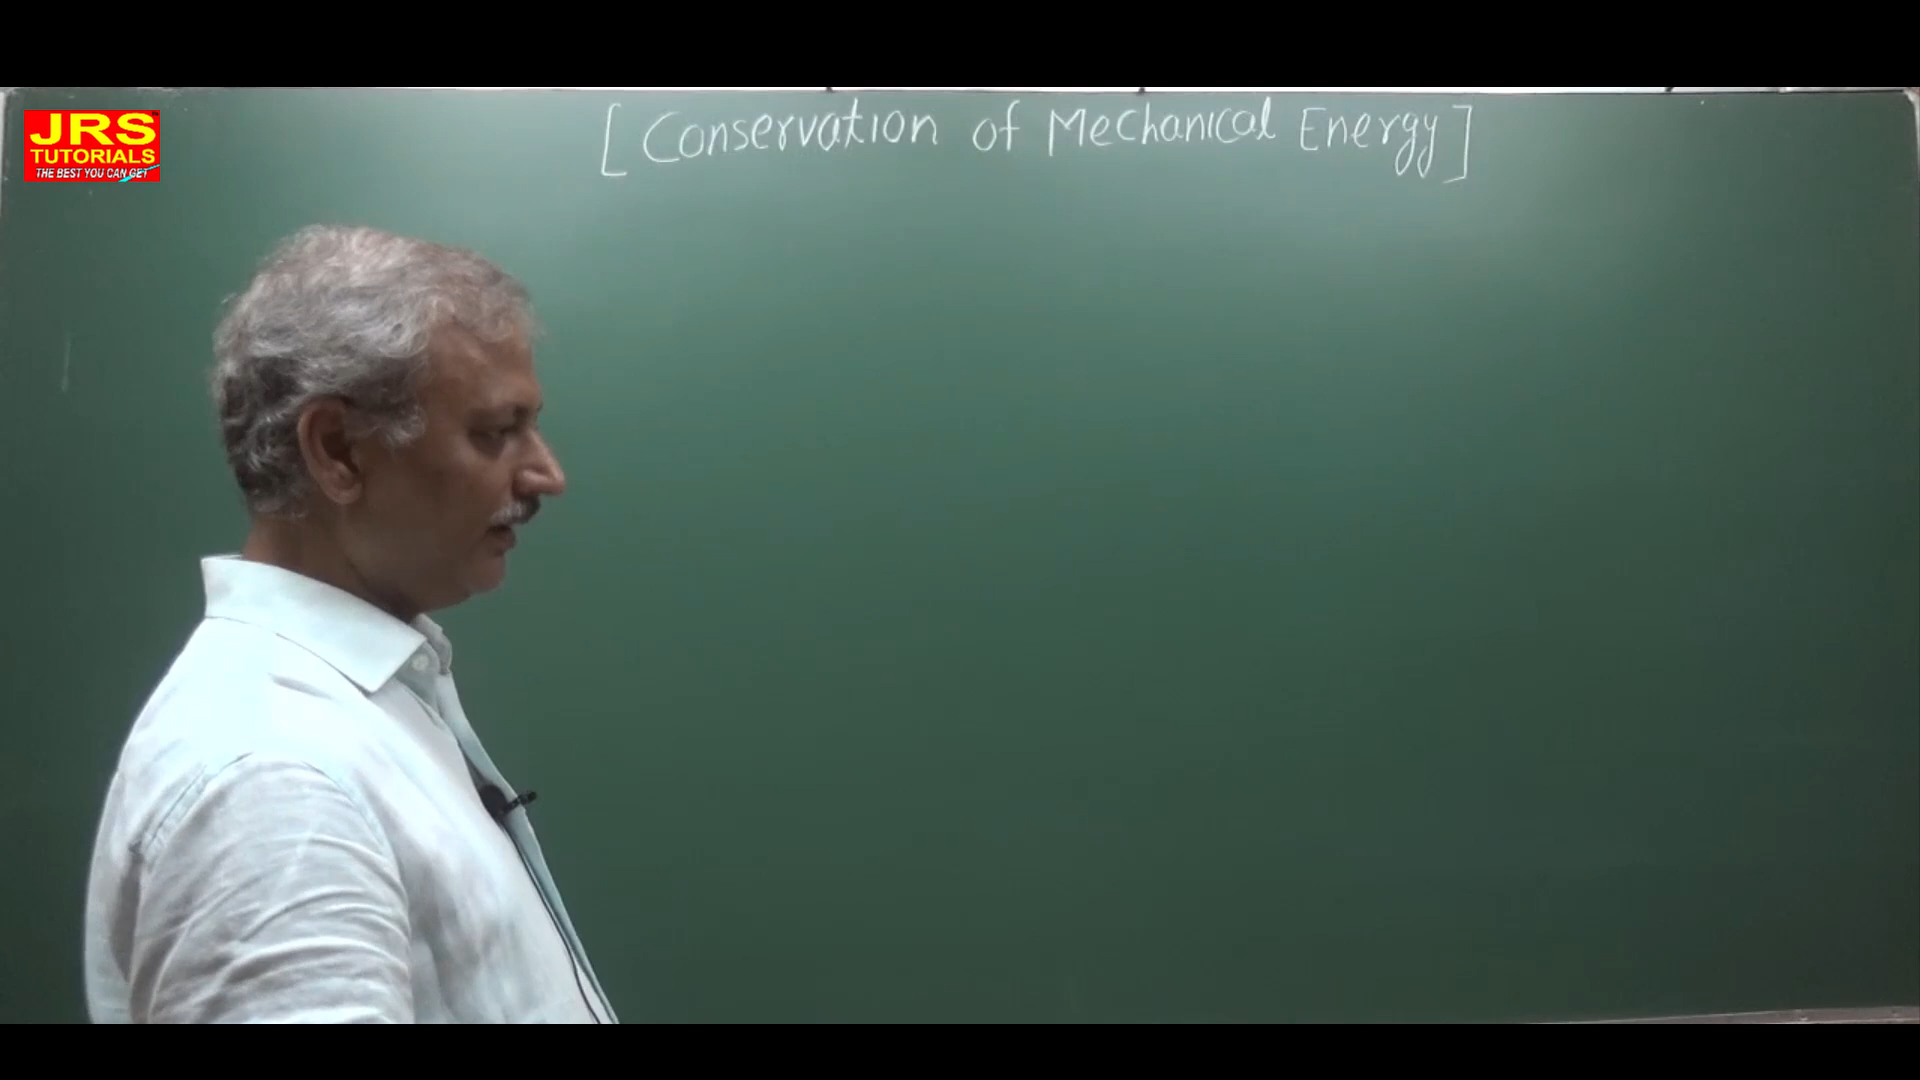 JRS
TUTORIALS
THE BEST YOU CAN GET
[Conservation of Mechanical Energy]